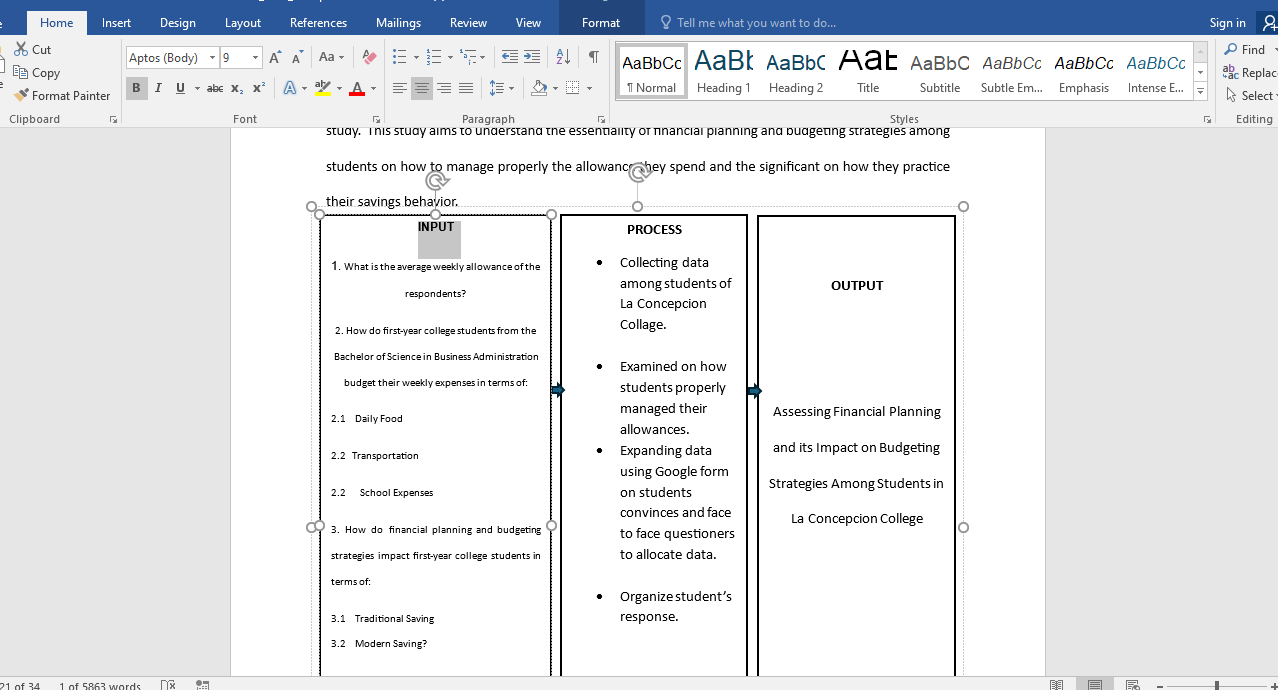 Home Insert Design Layout References Mailings Review View Format Tell me what you want to do... Sign in
Cut
Copy
Format Painter
Clipboard
Aptos (Body) 9
Aa
B I U abc X₂ X²
A aby A
Font
Paragraph
AaBbCc AaBb AaBbC AaB AaBbC AaBbCc AaBbCc AaBbCc
¶ Normal Heading 1 Heading 2 Title Subtitle Subtle Em... Emphasis Intense E...
Styles
Find
Replac
Select
Editing
study. This study aims to understand the essentiality of financial planning and budgeting strategies among
students on how to manage properly the allowance they spend and the significant on how they practice
their savings behavior.
INPUT
1. What is the average weekly allowance of the
respondents?
2. How do first-year college students from the
Bachelor of Science in Business Administration
budget their weekly expenses in terms of:
2.1 Daily Food
2.2 Transportation
2.2 School Expenses
3. How do financial planning and budgeting
strategies impact first-year college students in
terms of:
3.1 Traditional Saving
3.2 Modern Saving?
PROCESS
• Collecting data
among students of
La Concepcion
Collage.
• Examined on how
students properly
managed their
allowances.
• Expanding data
using Google form
on students
convinces and face
to face questioners
to allocate data.
• Organize student’s
response.
OUTPUT
Assessing Financial Planning
and its Impact on Budgeting
Strategies Among Students in
La Concepcion College
21 of 34 1 of 5863 words